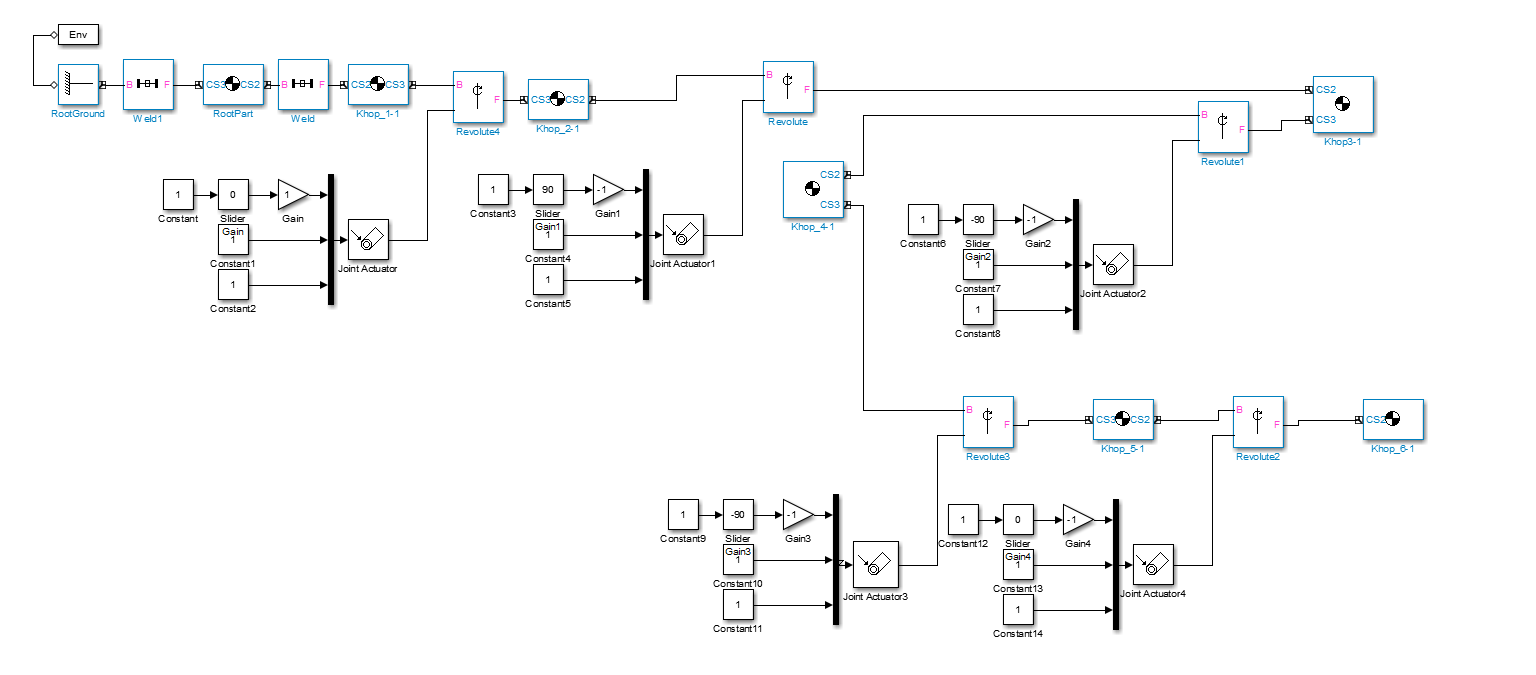 Env
B F
CS3 CS2
B F
CS2 CS3
RootGround
Weld1
RootPart
Weld
Khop_1-1
B
F
Revolute4
CS3 CS2
Khop_2-1
B
F
Revolute
CS2
CS3
Khop3-1
B
F
Revolute1
CS2
CS3
Khop_4-1
1
Constant
0
Slider
Gain
1
Gain
1
Constant1
1
Constant2
Joint Actuator
1
Constant3
90
Slider
Gain1
-1
Gain1
1
Constant4
1
Constant5
Joint Actuator1
1
Constant6
-90
Slider
Gain2
-1
Gain2
1
Constant7
1
Constant8
Joint Actuator2
B
F
Revolute3
CS3 CS2
Khop_5-1
B
F
Revolute2
CS2
Khop_6-1
1
Constant9
-90
Slider
Gain3
-1
Gain3
1
Constant10
1
Constant11
Joint Actuator3
1
Constant12
0
Slider
Gain4
-1
Gain4
1
Constant13
1
Constant14
Joint Actuator4